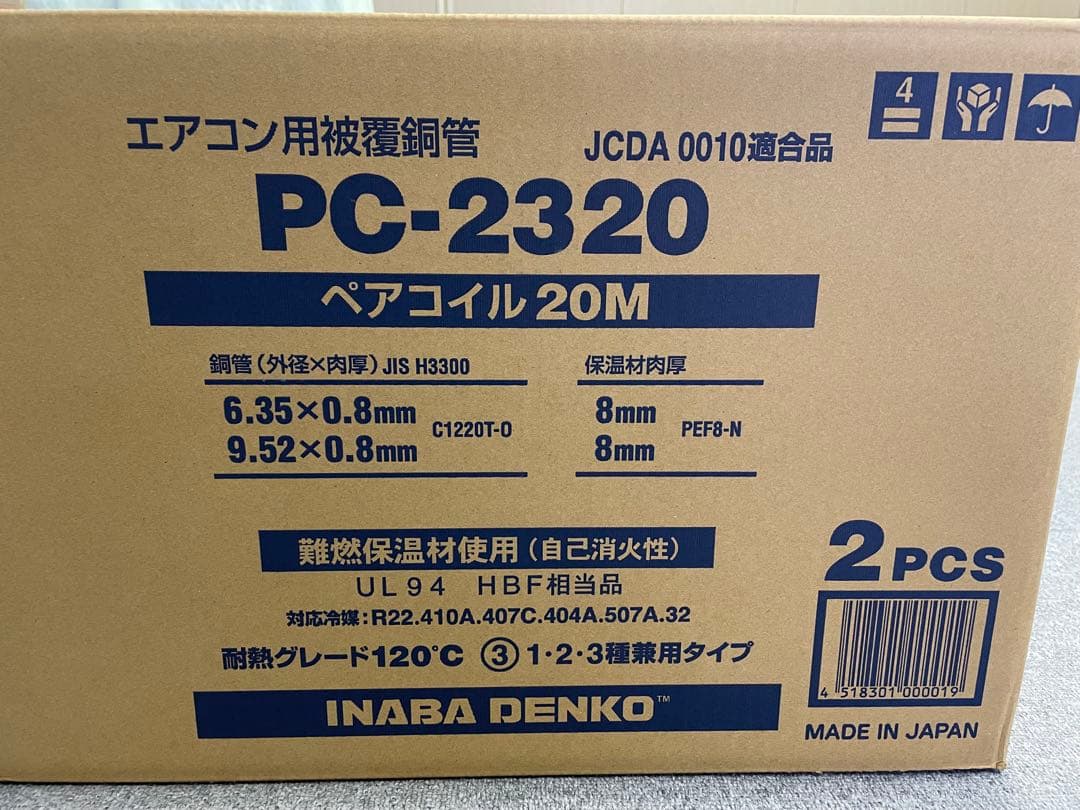 4
エアコン用被覆銅管
JCDA 0010適合品
PC-2320
ペアコイル20M
銅管(外径×肉厚)JIS H3300
保温材肉厚
6.35×0.8mm
9.52×0.8mm
C1220T-O
8mm
8mm
PEF8-N
難燃保温材使用(自己消火性)
UL94 HBF相当品
対応冷媒:R22.410A.407C.404A.507A.32
耐熱グレード120℃ ③1・2・3種兼用タイプ
INABA DENKO™
2PCS
4 518301 000019
MADE IN JAPAN